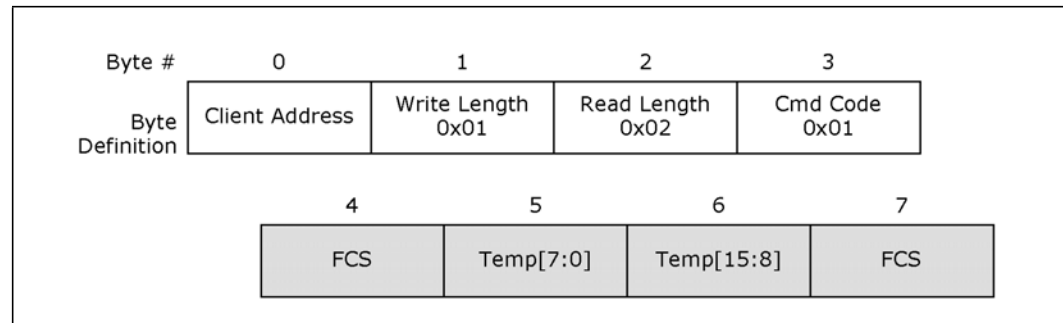 Byte # 0 1 2 3
Byte Definition
Client Address
Write Length
0x01
Read Length
0x02
Cmd Code
0x01
4 5 6 7
FCS
Temp[7:0]
Temp[15:8]
FCS